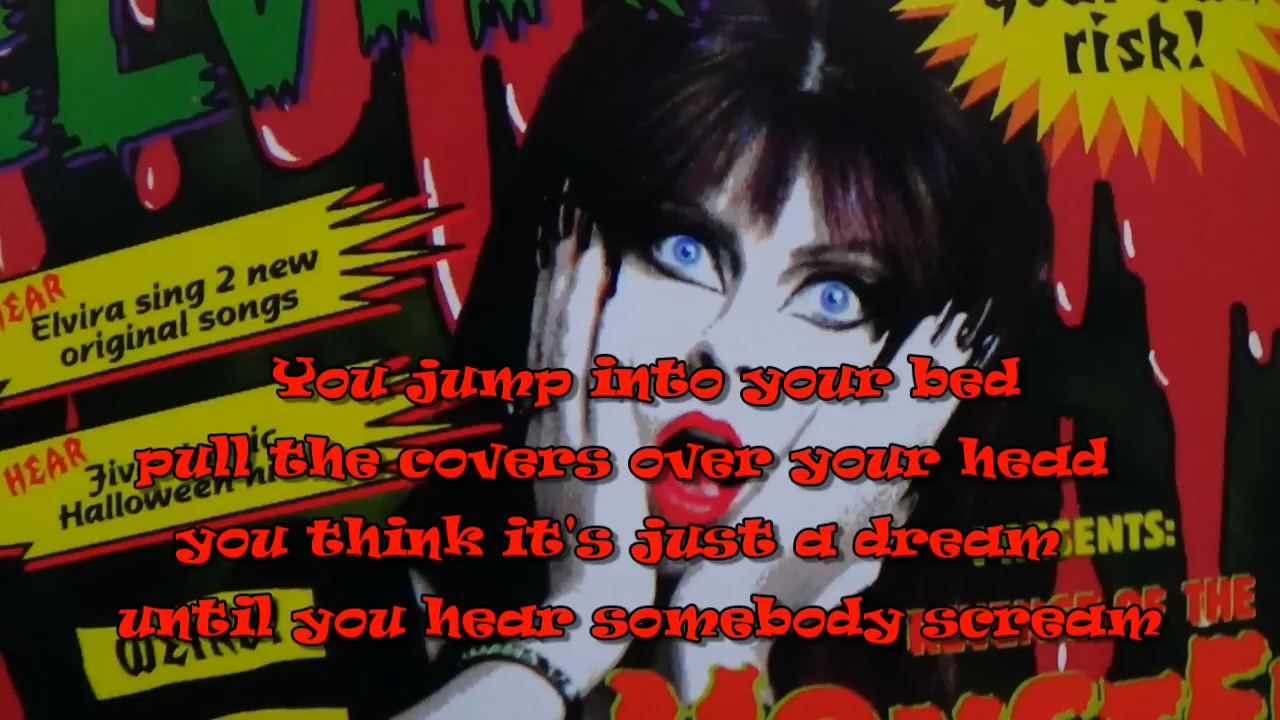 risk!
HEAR
Elvira sing 2 new
original songs
HEAR
Halloween
You jump into your bed
pull the covers over your head
you think it's just a dream
until you hear somebody scream
OF THE